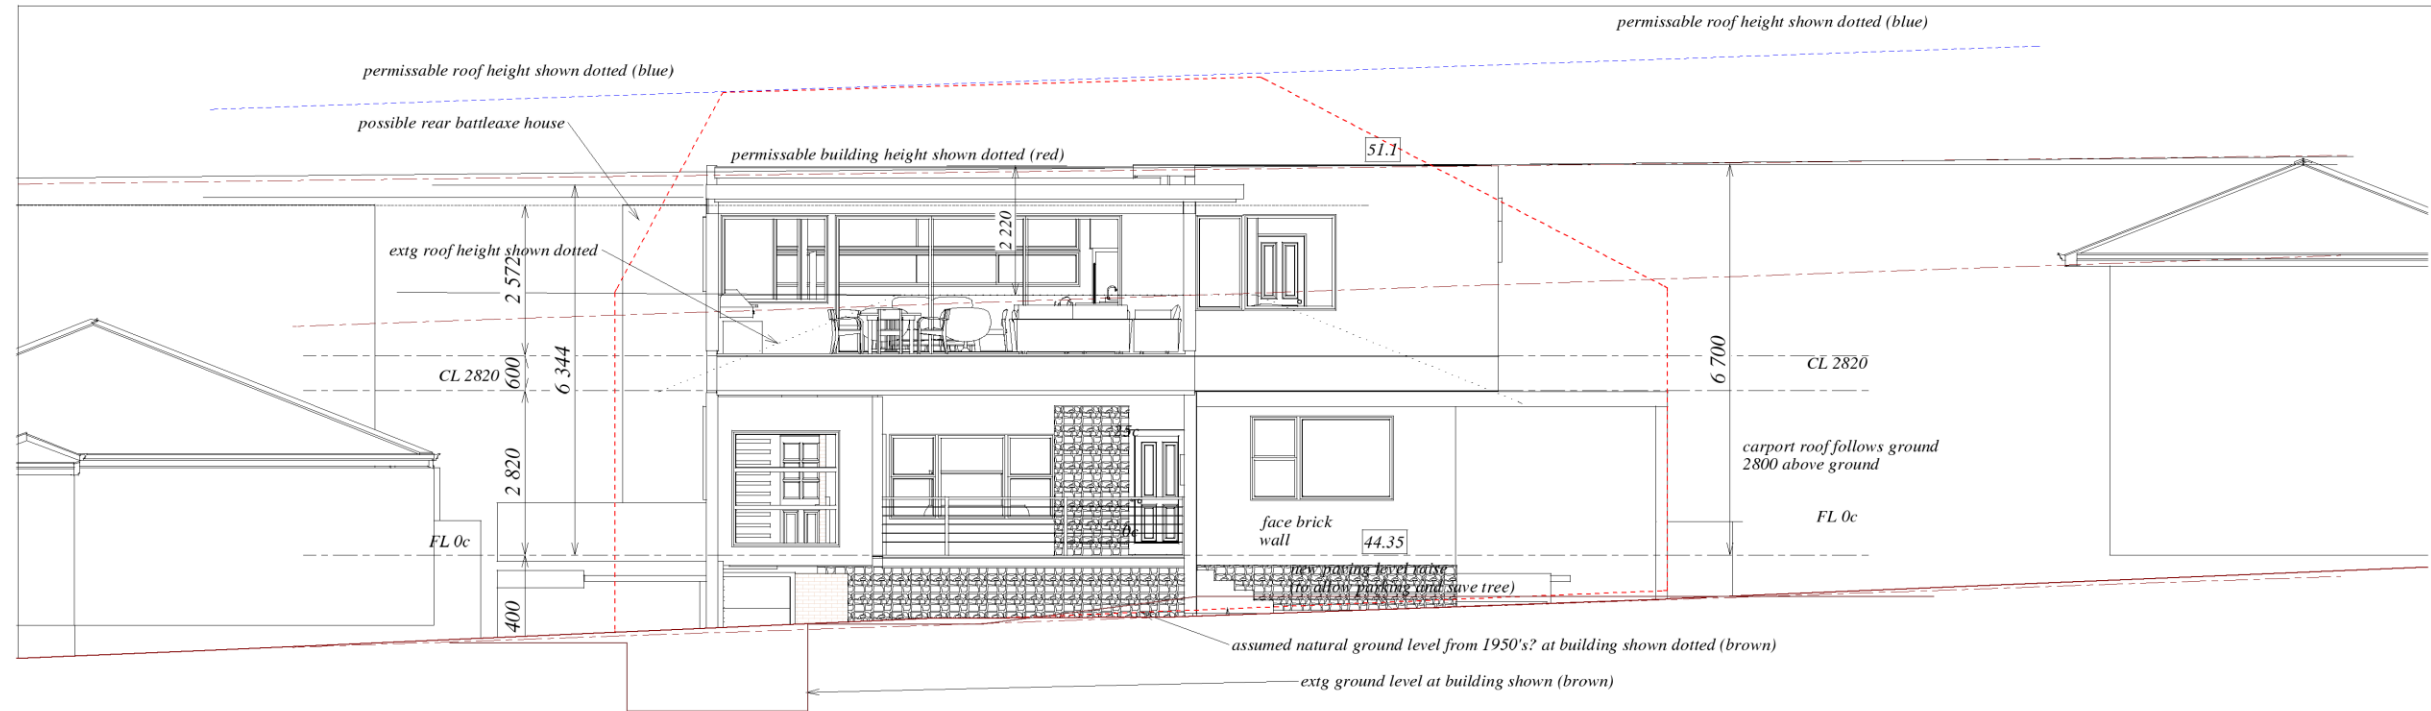 permissable roof height shown dotted (blue)
permissable roof height shown dotted (blue)
possible rear battleaxe house
permissable building height shown dotted (red)
51.1
2 220
extg roof height shown dotted
2 572
6 344
600
CL 2820
6 700
CL 2820
2 820
25c
carport roof follows ground
2800 above ground
FL 0c
0c
face brick
wall
44.35
FL 0c
new paving level raise
(to allow parking and save tree)
400
assumed natural ground level from 1950's? at building shown dotted (brown)
extg ground level at building shown (brown)